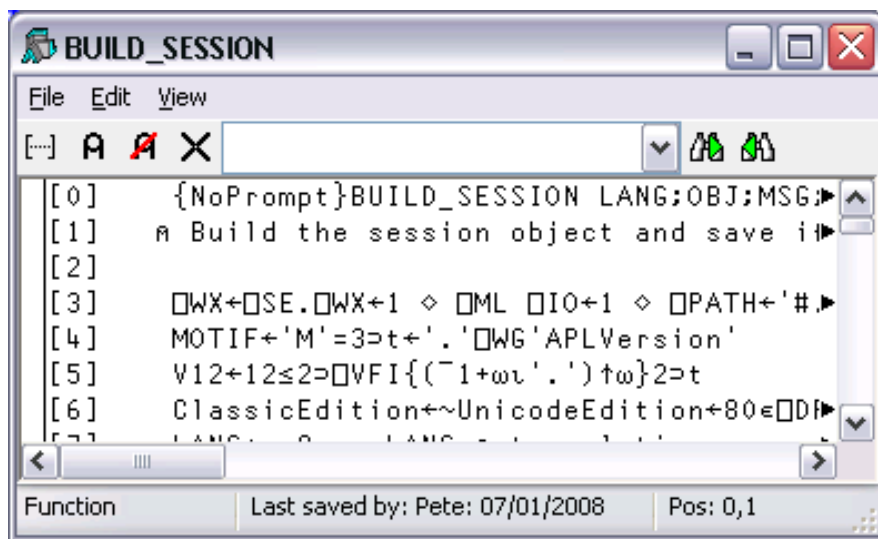 BUILD_SESSION
File Edit View
[0] {NoPrompt}BUILD_SESSION LANG;OBJ;MSG;
[1] ⍝ Build the session object and save
[2]
[3] ⎕WX←⎕SE.⎕WX←1 ⋄ ⎕ML ⎕IO←1 ⋄ ⎕PATH←'#.
[4] MOTIF←'M'=3⊃t←'.'⎕WG'APLVersion'
[5] V12←12≤2⊃⎕VFI{(¯1+⍵⍳'.')↑⍵}2⊃t
[6] ClassicEdition←~UnicodeEdition←80∊⎕D
Function Last saved by: Pete: 07/01/2008 Pos: 0,1